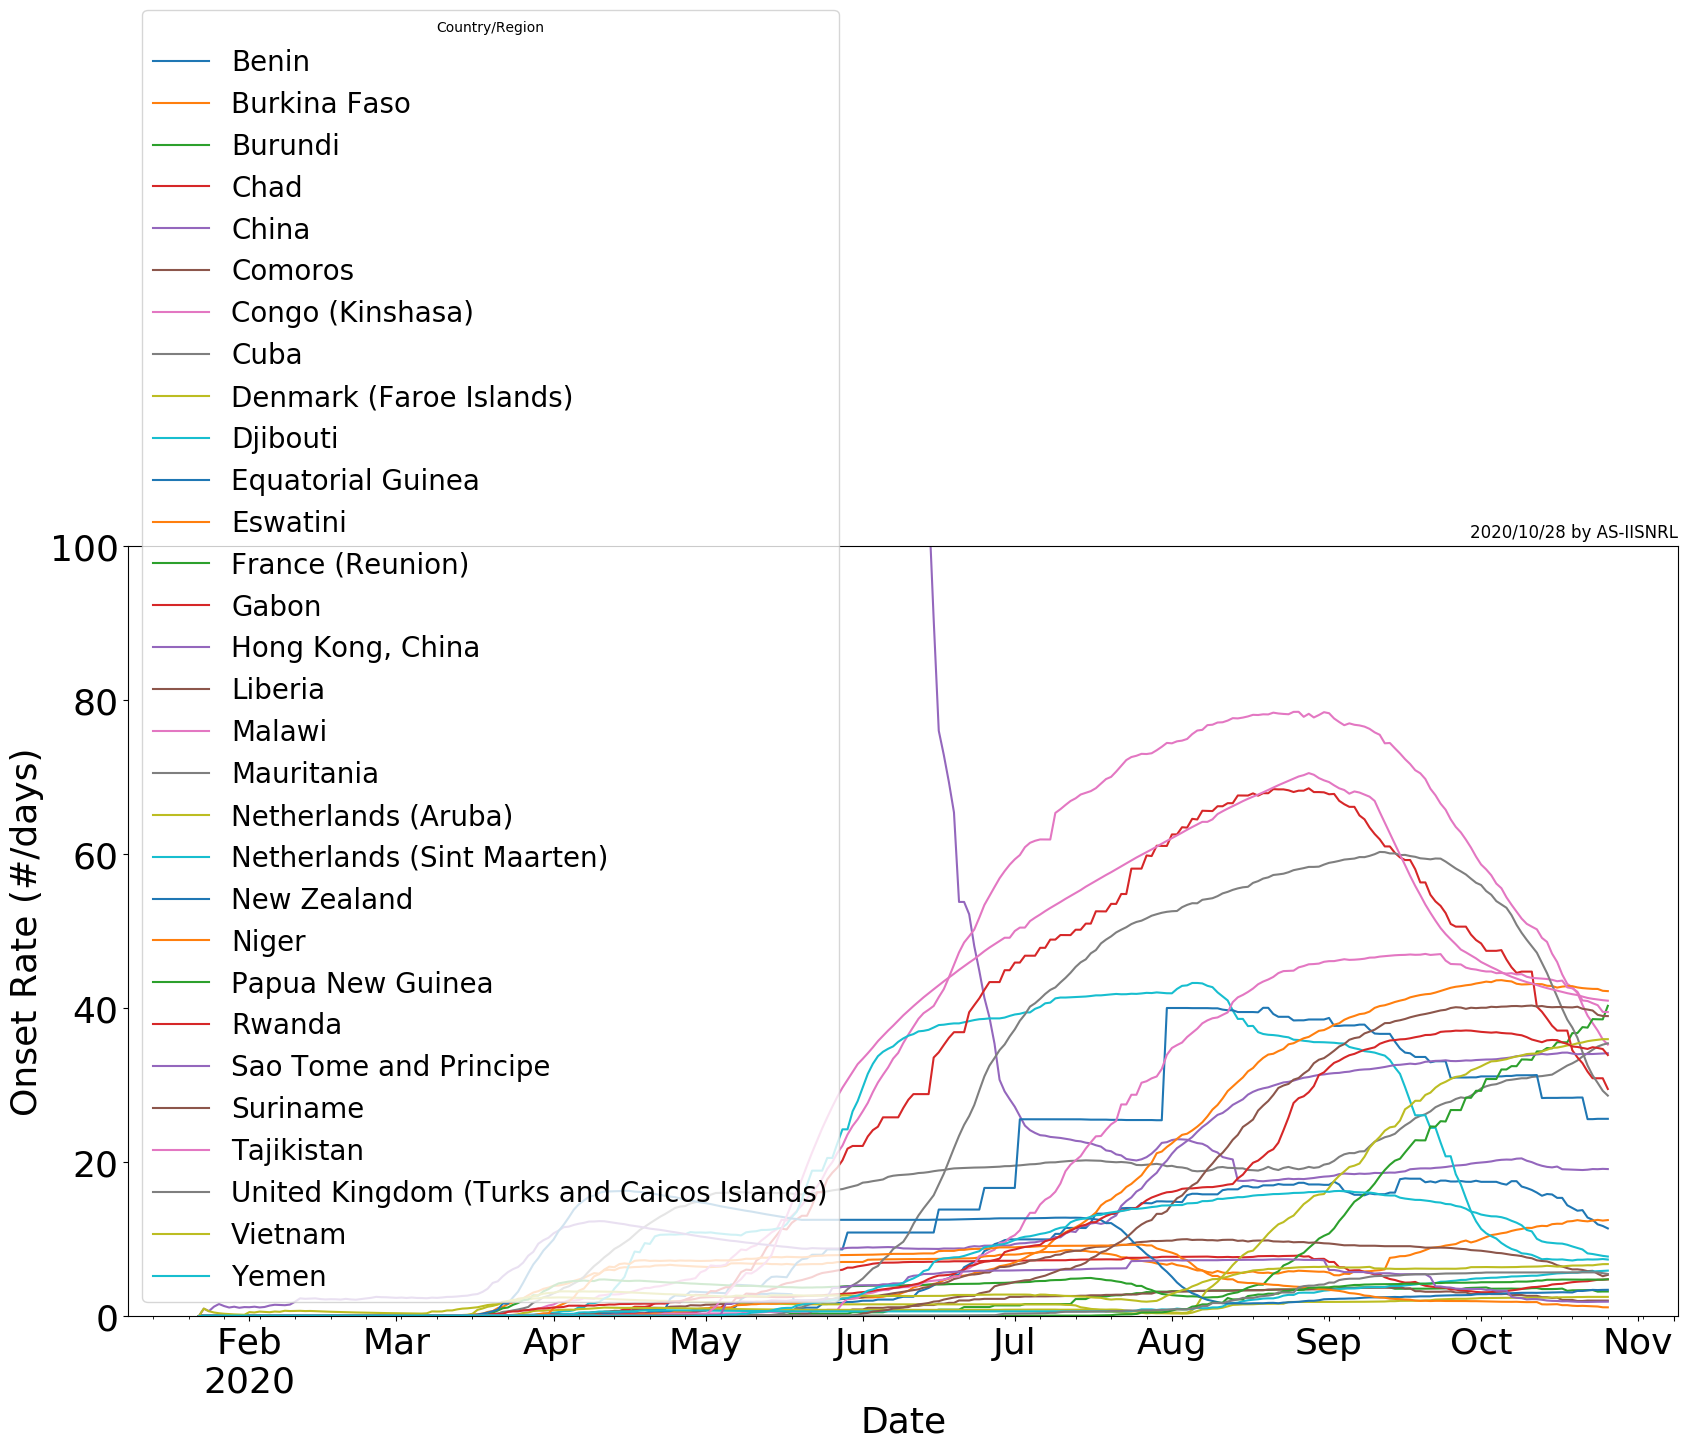 Country/Region
Benin
Burkina Faso
Burundi
Chad
China
Comoros
Congo (Kinshasa)
Cuba
Denmark (Faroe Islands)
Djibouti
Equatorial Guinea
Eswatini
France (Reunion)
Gabon
Hong Kong, China
Liberia
Malawi
Mauritania
Netherlands (Aruba)
Netherlands (Sint Maarten)
New Zealand
Niger
Papua New Guinea
Rwanda
Sao Tome and Principe
Suriname
Tajikistan
United Kingdom (Turks and Caicos Islands)
Vietnam
Yemen
2020/10/28 by AS-IISNRL
100
80
60
40
20
0
Onset Rate (#/days)
Feb Mar Apr May Jun Jul Aug Sep Oct Nov
2020
Date